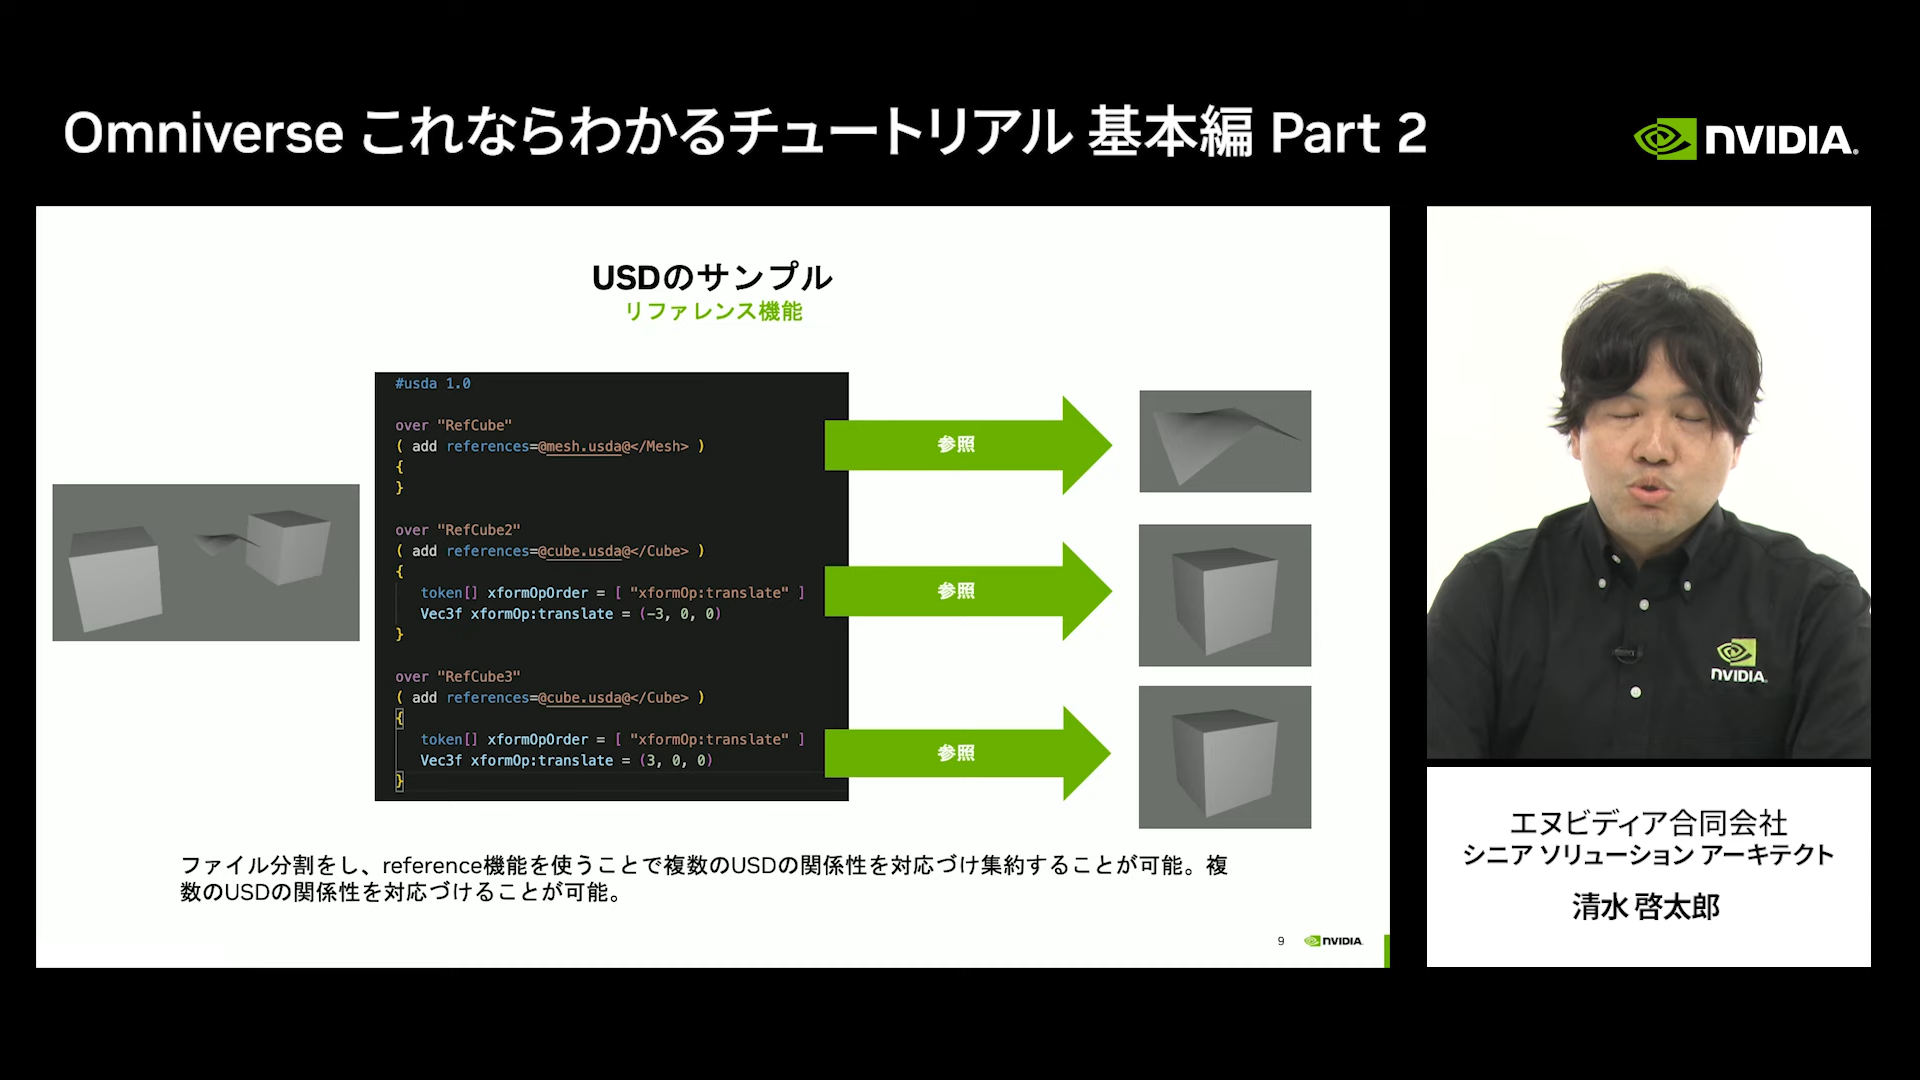 Omniverse これならわかるチュートリアル 基本編 Part 2
NVIDIA.
USDのサンプル
リファレンス機能
#usda 1.0
over "RefCube"
( add references=@mesh.usda@</Mesh> )
{
}
over "RefCube2"
( add references=@cube.usda@</Cube> )
{
token[] xformOpOrder = [ "xformOp:translate" ]
Vec3f xformOp:translate = (-3, 0, 0)
}
over "RefCube3"
( add references=@cube.usda@</Cube> )
{
token[] xformOpOrder = [ "xformOp:translate" ]
Vec3f xformOp:translate = (3, 0, 0)
}
参照
参照
参照
ファイル分割をし、reference機能を使うことで複数のUSDの関係性を対応づけ集約することが可能。複
数のUSDの関係性を対応づけることが可能。
9
NVIDIA.
NVIDIA.
エヌビディア合同会社
シニア ソリューション アーキテクト
清水 啓太郎